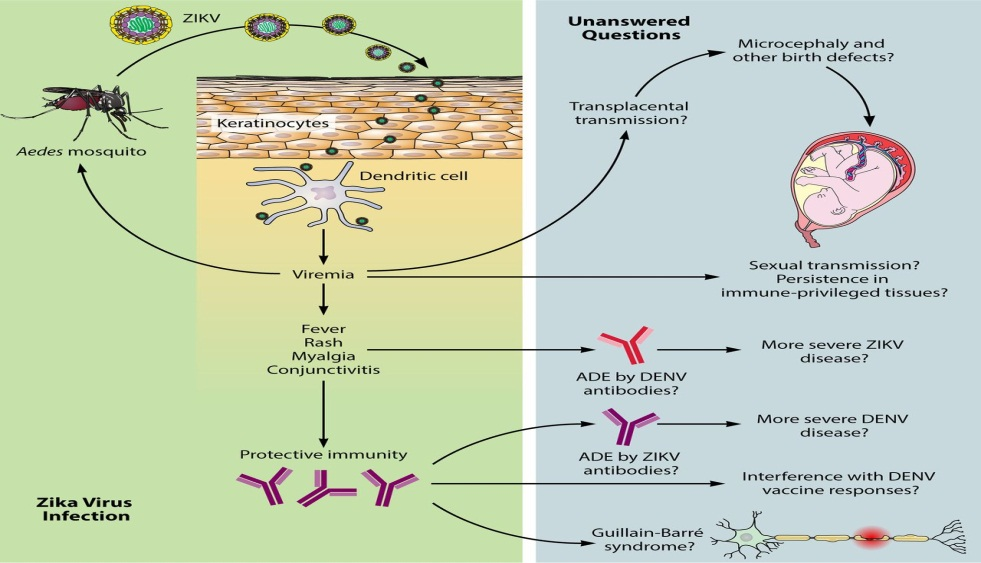 ZIKV
Keratinocytes
Aedes mosquito
Dendritic cell
Viremia
Fever
Rash
Myalgia
Conjunctivitis
Protective immunity
Zika Virus
Infection
Unanswered
Questions
Microcephaly and
other birth defects?
Transplacental
transmission?
Sexual transmission?
Persistence in
immune-privileged tissues?
ADE by DENV
antibodies?
More severe ZIKV
disease?
ADE by ZIKV
antibodies?
More severe DENV
disease?
Interference with DENV
vaccine responses?
Guillain-Barré
syndrome?